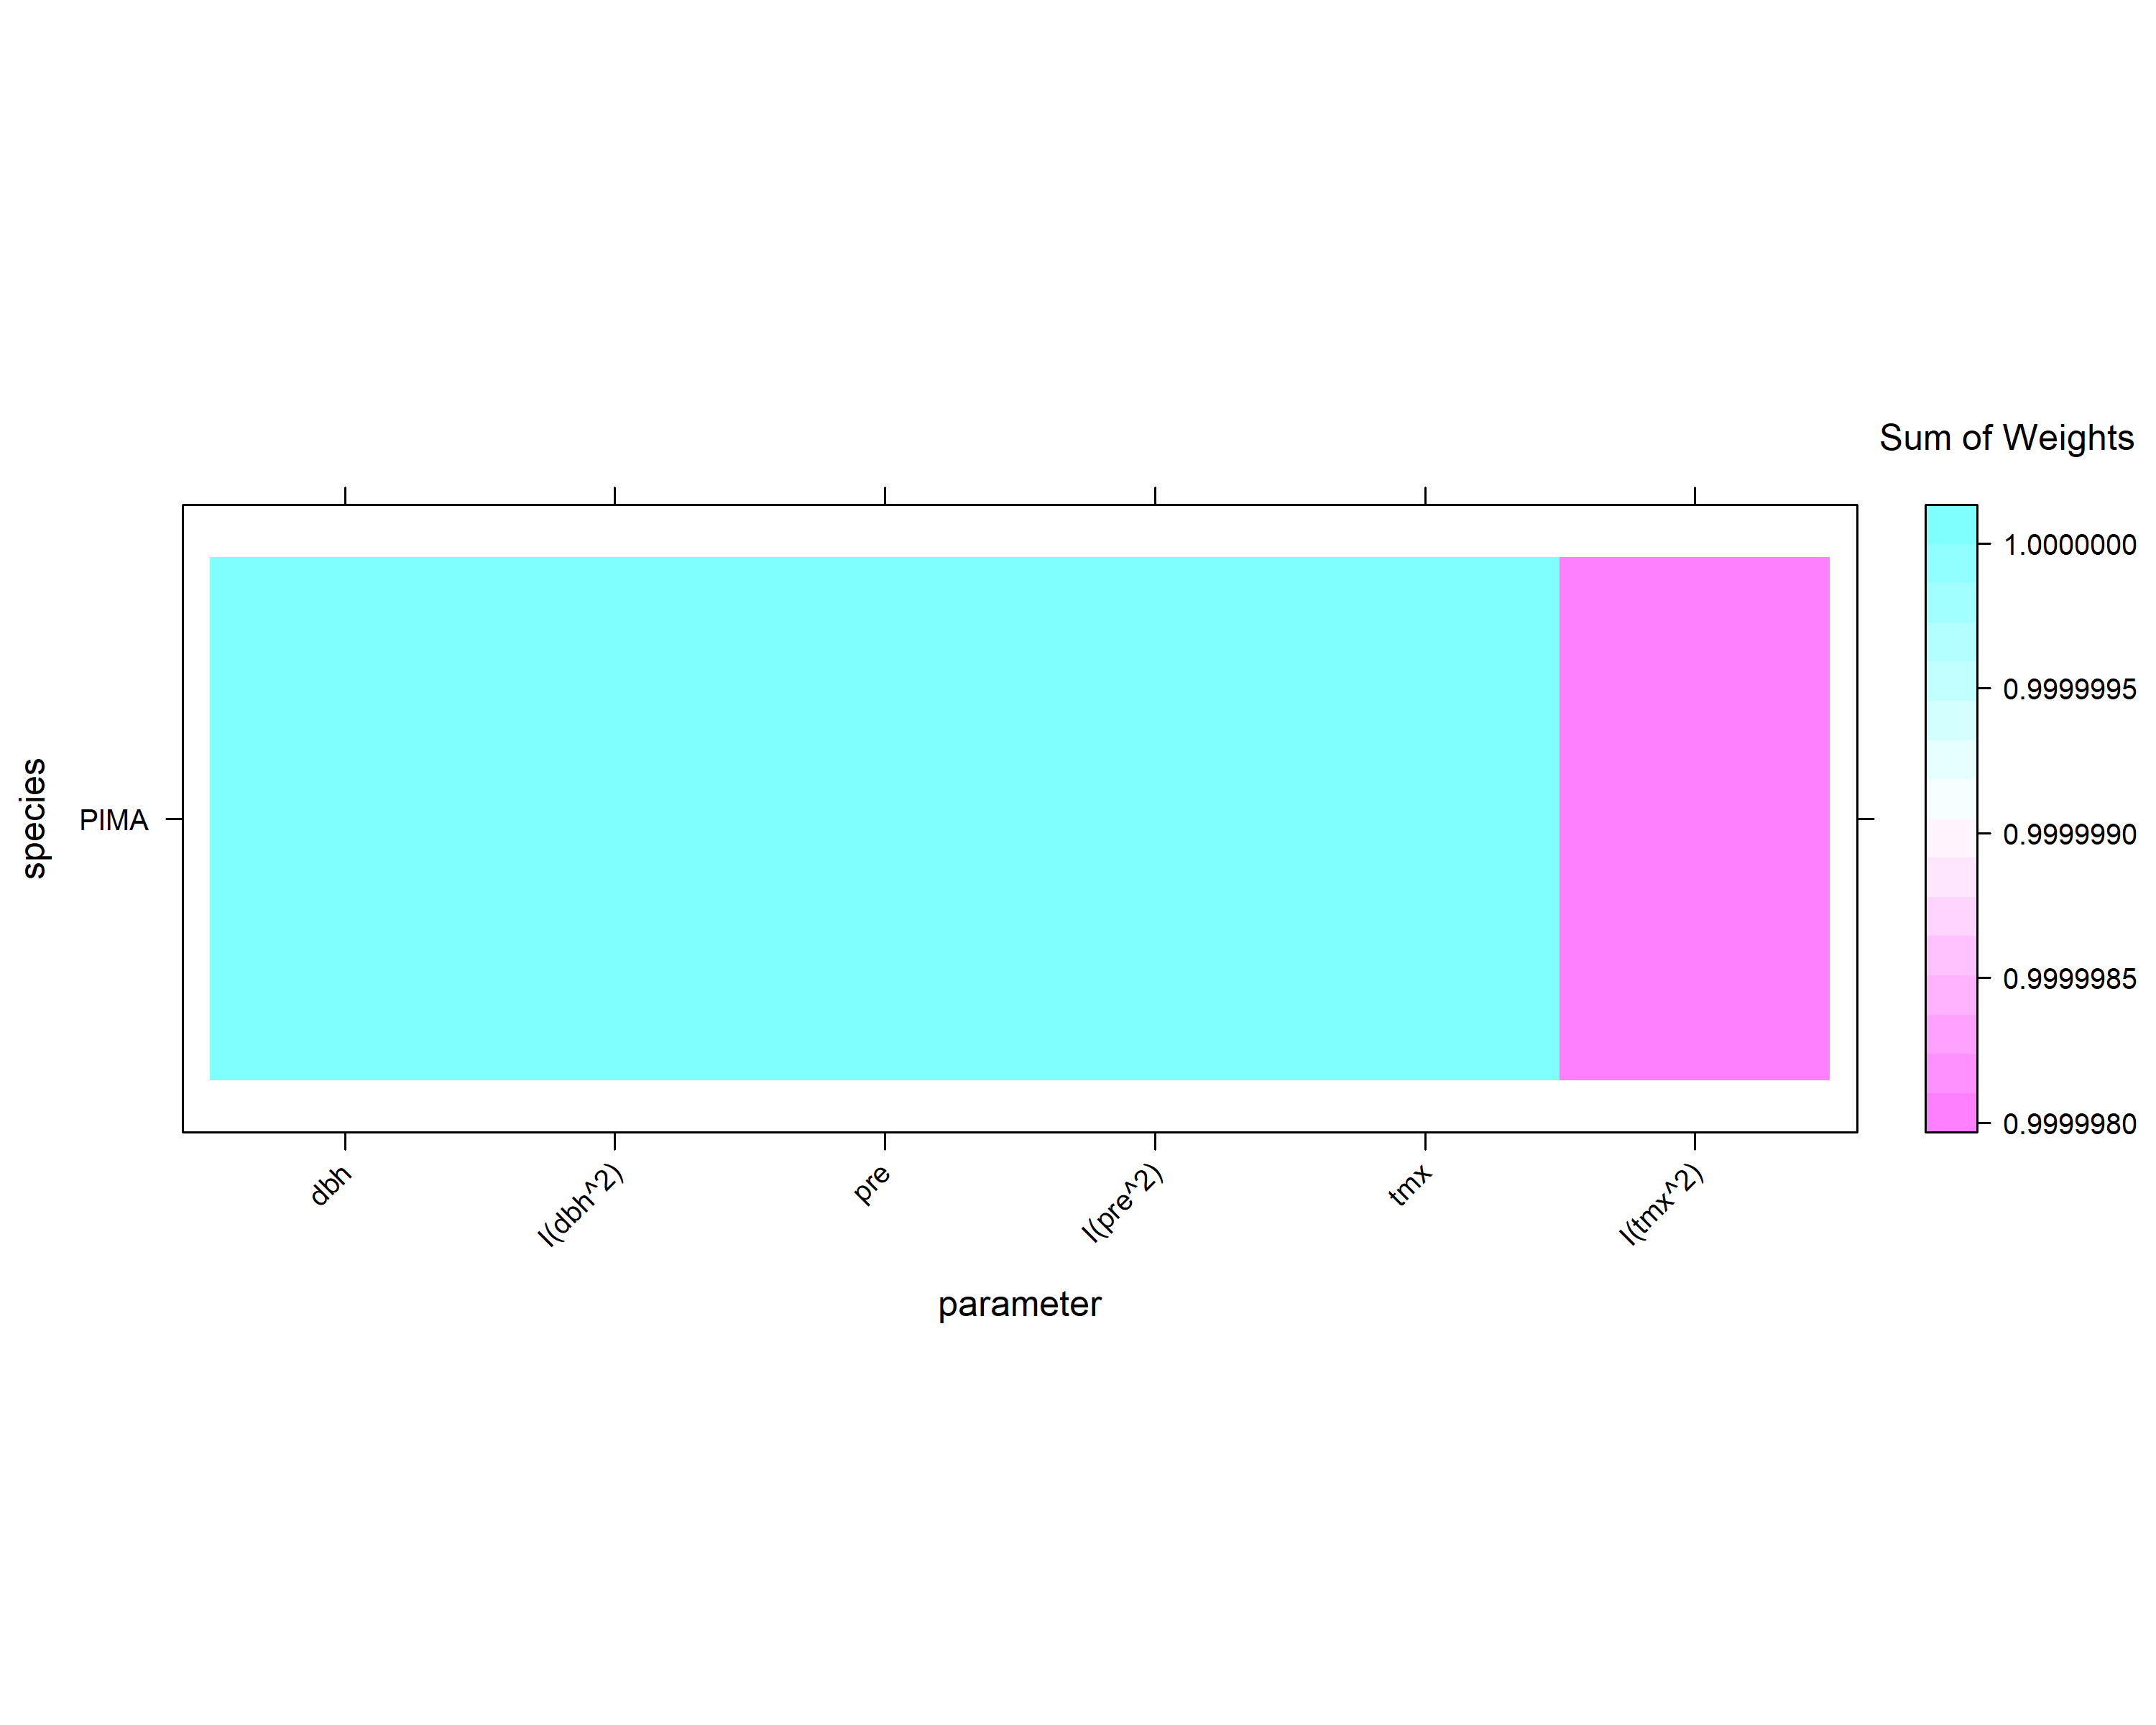 Sum of Weights
1.0000000
0.9999995
0.9999990
0.9999985
0.9999980
species
PIMA
dbh
I(dbh^2)
pre
I(pre^2)
tmx
I(tmx^2)
parameter